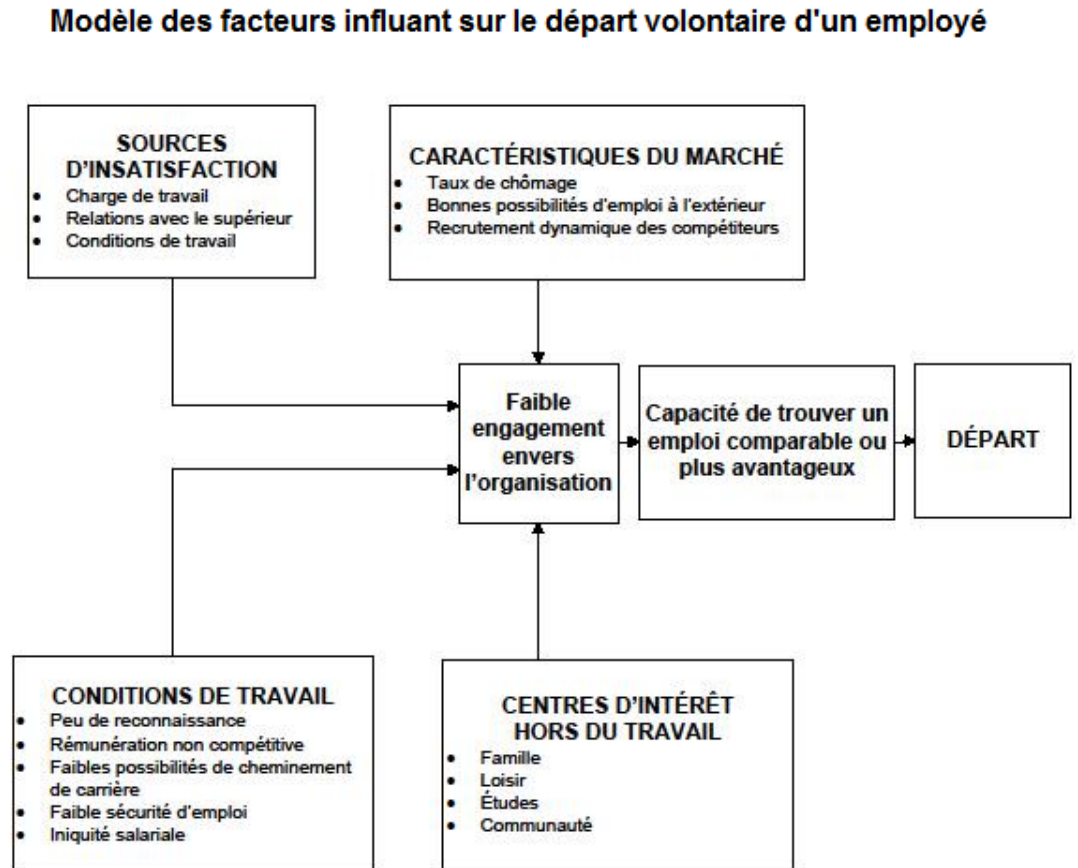 Modèle des facteurs influant sur le départ volontaire d'un employé
SOURCES
D'INSATISFACTION
• Charge de travail
• Relations avec le supérieur
• Conditions de travail
CARACTÉRISTIQUES DU MARCHÉ
• Taux de chômage
• Bonnes possibilités d'emploi à l'extérieur
• Recrutement dynamique des compétiteurs
Faible
engagement
envers
l'organisation
Capacité de trouver un
emploi comparable ou
plus avantageux
DÉPART
CONDITIONS DE TRAVAIL
• Peu de reconnaissance
• Rémunération non compétitive
• Faibles possibilités de cheminement
de carrière
• Faible sécurité d'emploi
• Iniquité salariale
CENTRES D'INTÉRÊT
HORS DU TRAVAIL
• Famille
• Loisir
• Études
• Communauté